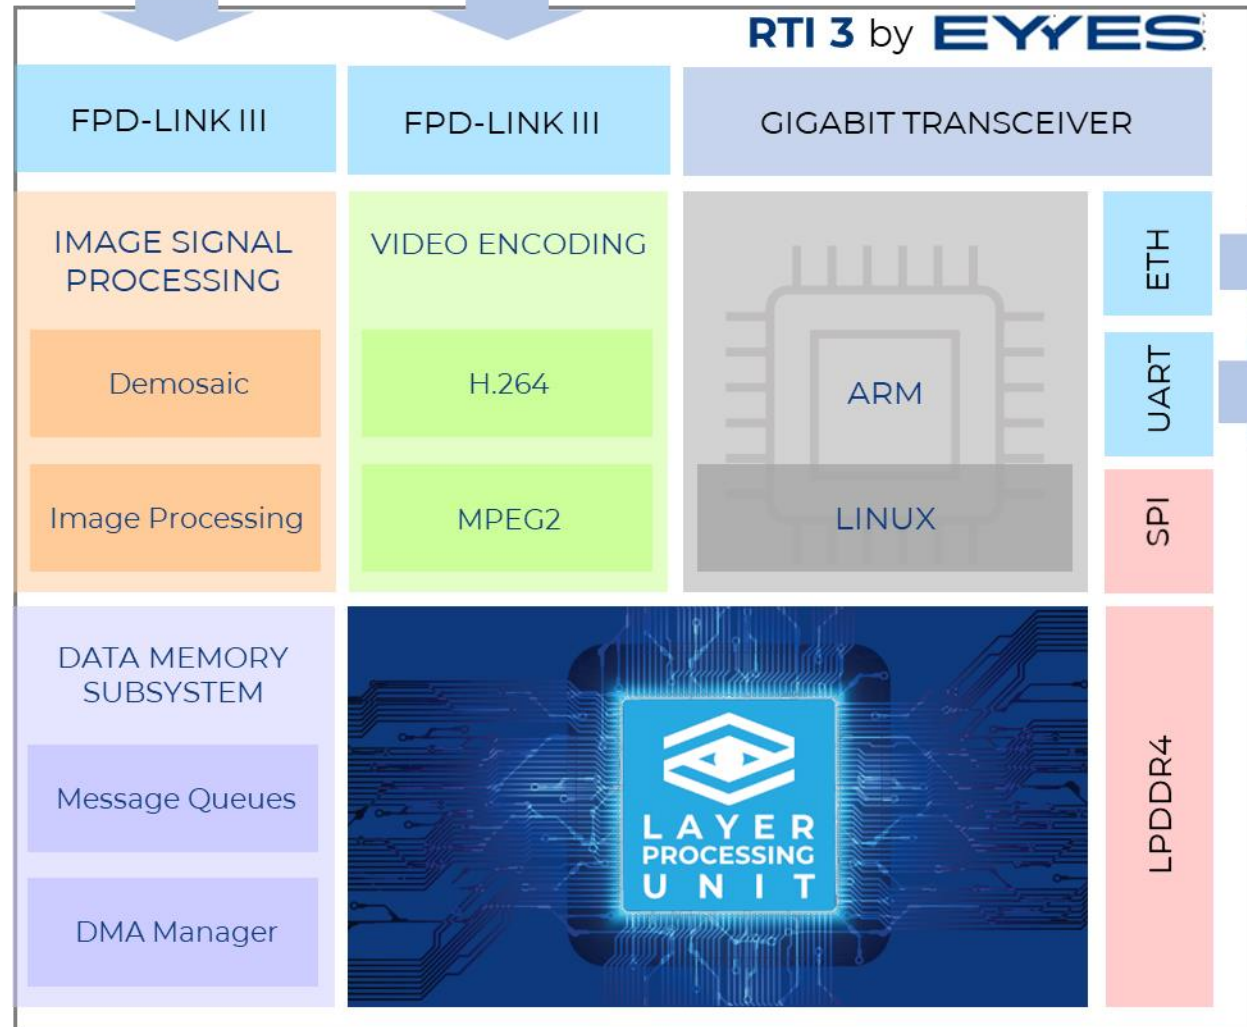 RTI 3 by EYYES
FPD-LINK III
FPD-LINK III
GIGABIT TRANSCEIVER
IMAGE SIGNAL
PROCESSING
Demosaic
Image Processing
VIDEO ENCODING
H.264
MPEG2
ARM
LINUX
ETH
UART
SPI
DATA MEMORY
SUBSYSTEM
Message Queues
DMA Manager
LAYER
PROCESSING
UNIT
LPDDR4